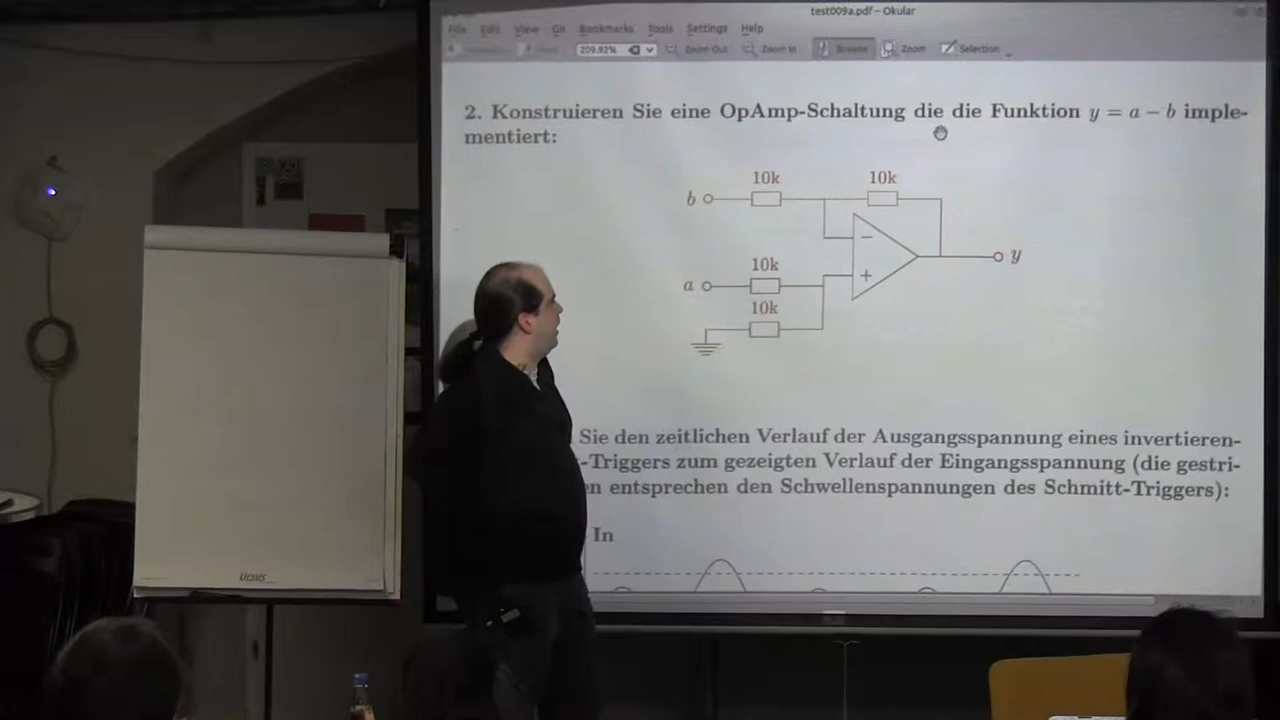 test009a.pdf – Okular
File Edit View Go Bookmarks Tools Settings Help
209.92% Zoom Out Zoom In Browse Zoom Selection
2. Konstruieren Sie eine OpAmp-Schaltung die die Funktion y = a − b imple-
mentiert:
10k 10k
b
−
10k
y
a
+
10k
Sie den zeitlichen Verlauf der Ausgangsspannung eines invertieren-
-Triggers zum gezeigten Verlauf der Eingangsspannung (die gestri-
en entsprechen den Schwellenspannungen des Schmitt-Triggers):
In